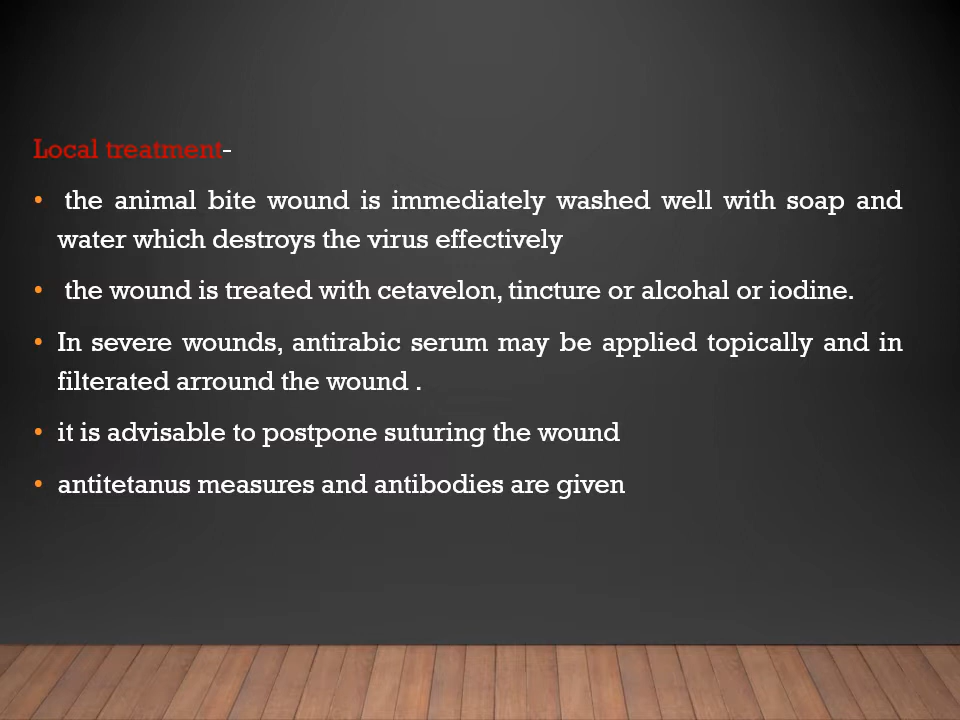 Local treatment-
• the animal bite wound is immediately washed well with soap and
water which destroys the virus effectively
• the wound is treated with cetavelon, tincture or alcohal or iodine.
• In severe wounds, antirabic serum may be applied topically and in
filterated arround the wound .
• it is advisable to postpone suturing the wound
• antitetanus measures and antibodies are given